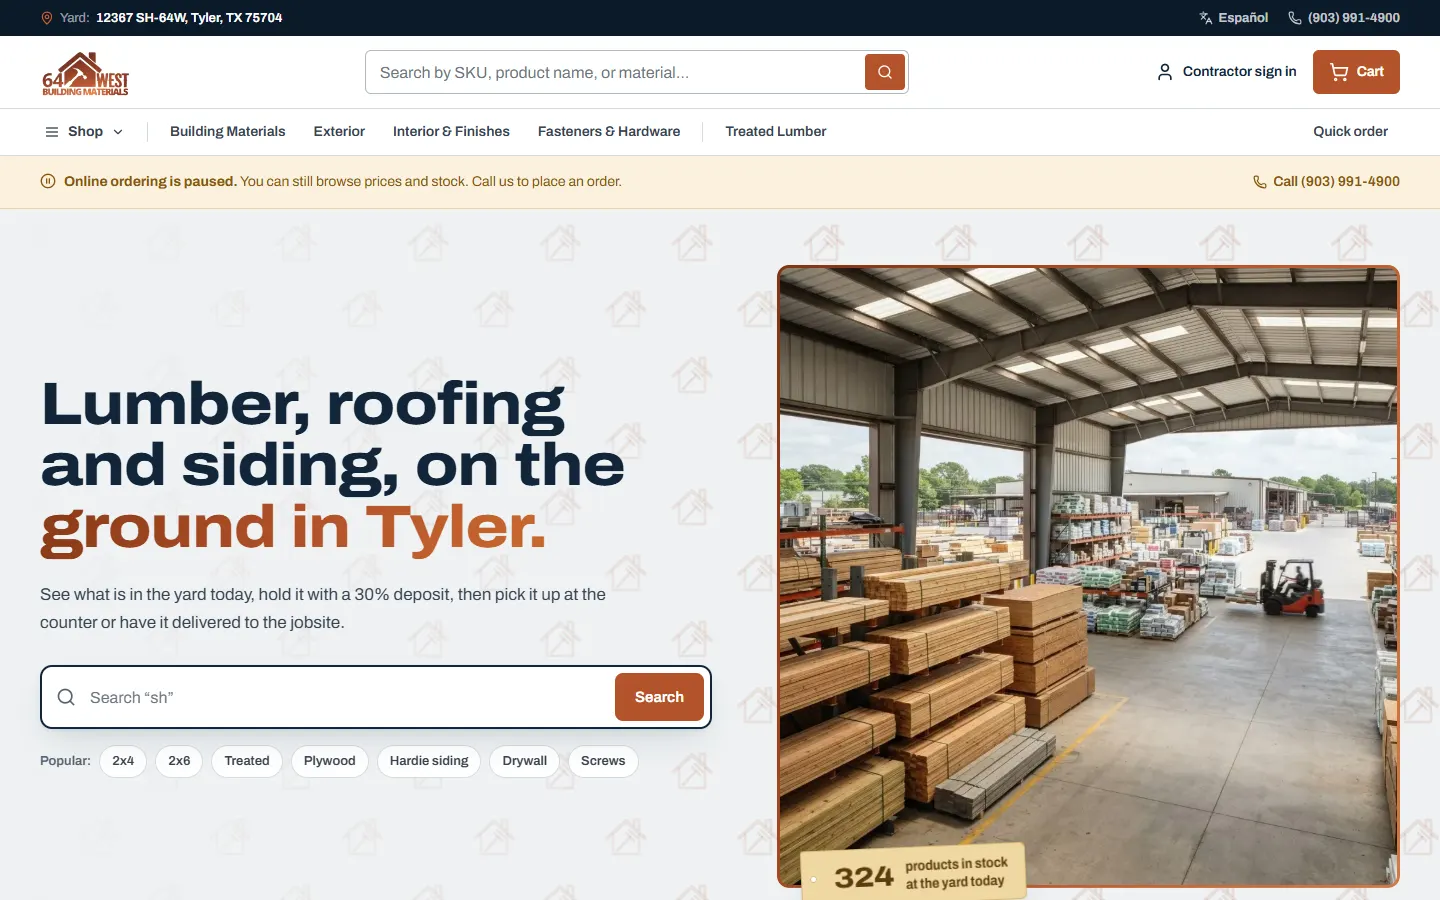 Yard: 12367 SH-64W, Tyler, TX 75704
Español
(903) 991-4900
64 WEST
BUILDING MATERIALS
Search by SKU, product name, or material...
Contractor sign in
Cart
Shop
Building Materials
Exterior
Interior & Finishes
Fasteners & Hardware
Treated Lumber
Quick order
Online ordering is paused. You can still browse prices and stock. Call us to place an order.
Call (903) 991-4900
Lumber, roofing
and siding, on the
ground in Tyler.
See what is in the yard today, hold it with a 30% deposit, then pick it up at the
counter or have it delivered to the jobsite.
Search “sh”
Search
Popular:
2x4
2x6
Treated
Plywood
Hardie siding
Drywall
Screws
324
products in stock
at the yard today